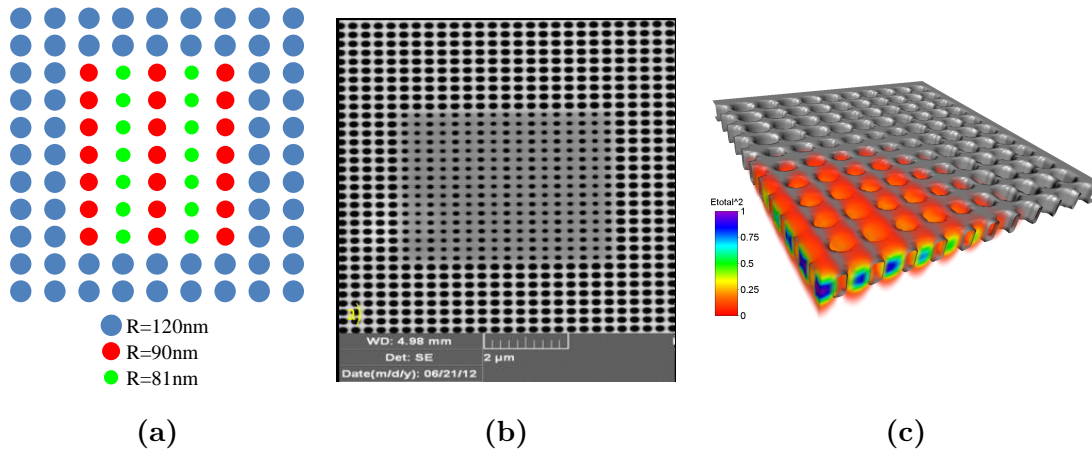 R=120nm
R=90nm
R=81nm
a)
WD: 4.98 mm
Det: SE
2 µm
Date(m/d/y): 06/21/12
Etotal^2
1
0.75
0.5
0.25
0
(a)
(b)
(c)